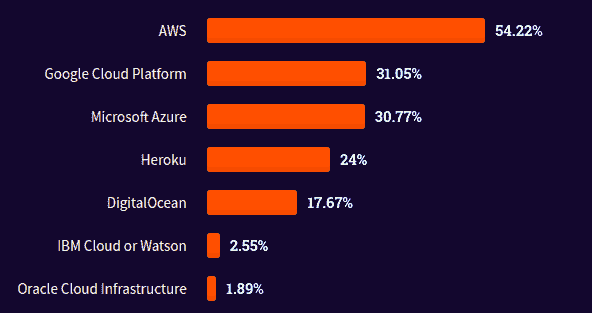 AWS 54.22%
Google Cloud Platform 31.05%
Microsoft Azure 30.77%
Heroku 24%
DigitalOcean 17.67%
IBM Cloud or Watson 2.55%
Oracle Cloud Infrastructure 1.89%